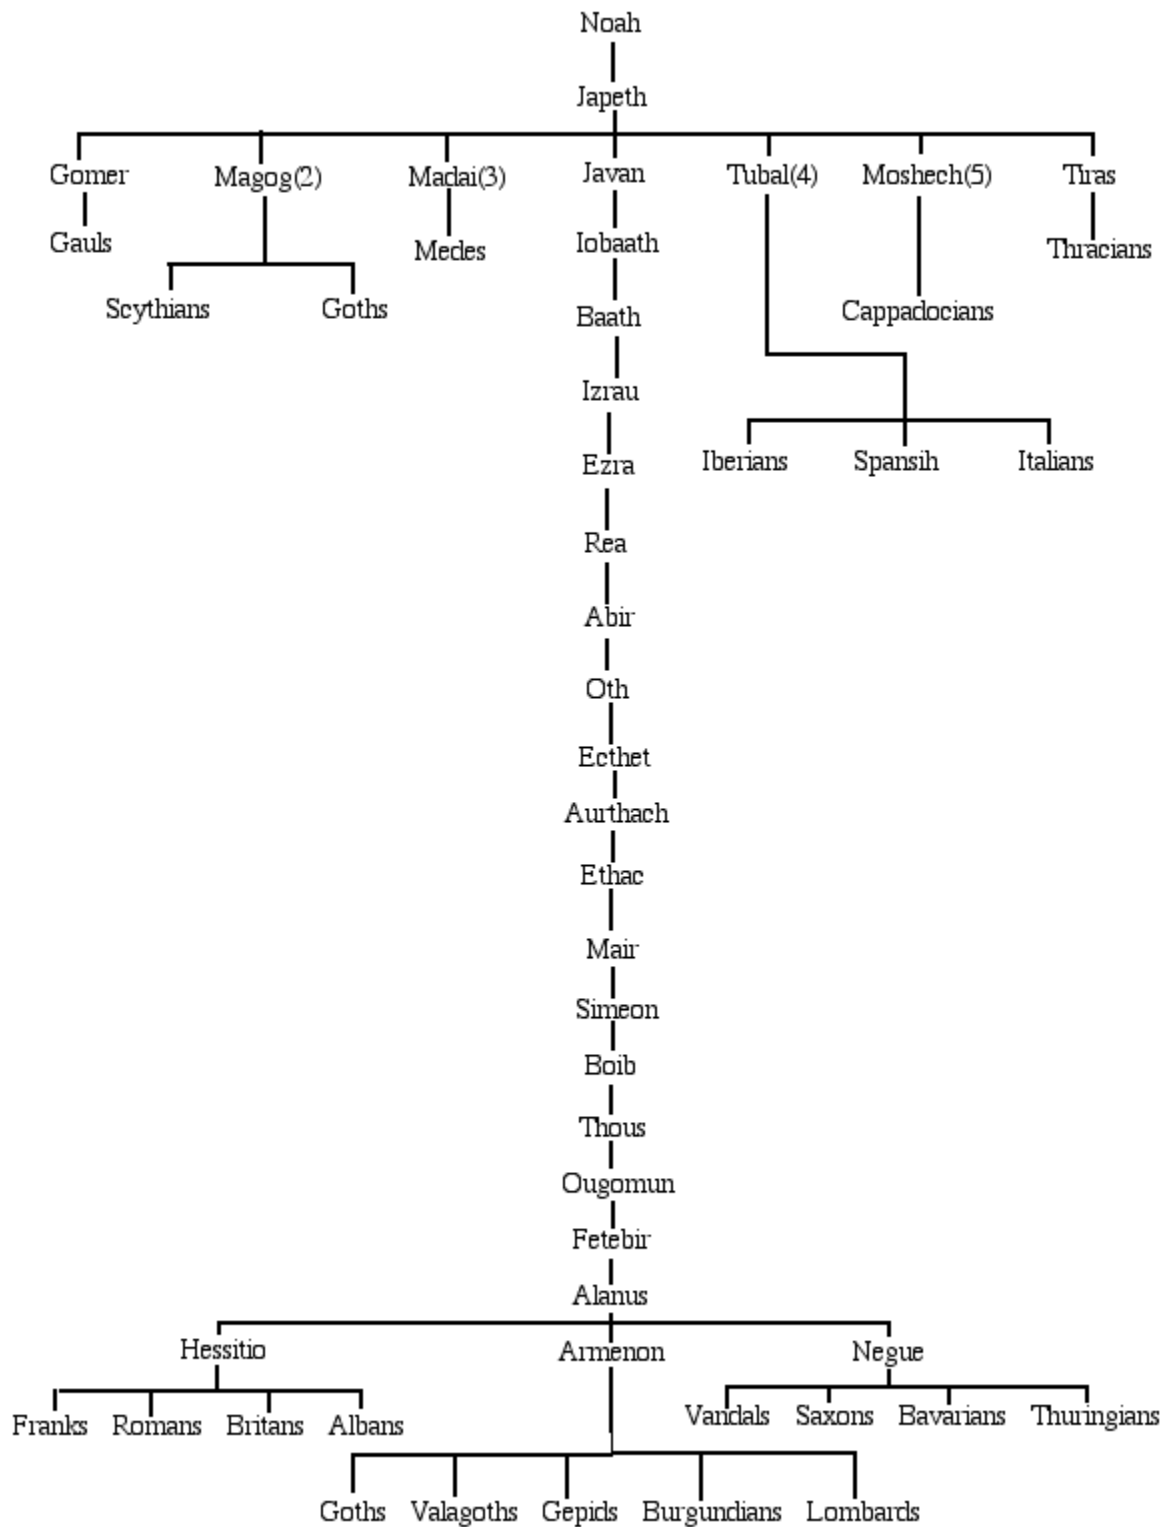 Noah
Japeth
Gomer Magog(2) Madai(3) Javan Tubal(4) Moshech(5) Tiras
Gauls Medes Iobaath Thracians
Scythians Goths Baath Cappadocians
Izrau
Ezra Iberians Spansih Italians
Rea
Abir
Oth
Ecthet
Aurthach
Ethac
Mair
Simeon
Boib
Thous
Ougomun
Fetebir
Alanus
Hessitio Armenon Negue
Franks Romans Britans Albans Vandals Saxons Bavarians Thuringians
Goths Valagoths Gepids Burgundians Lombards